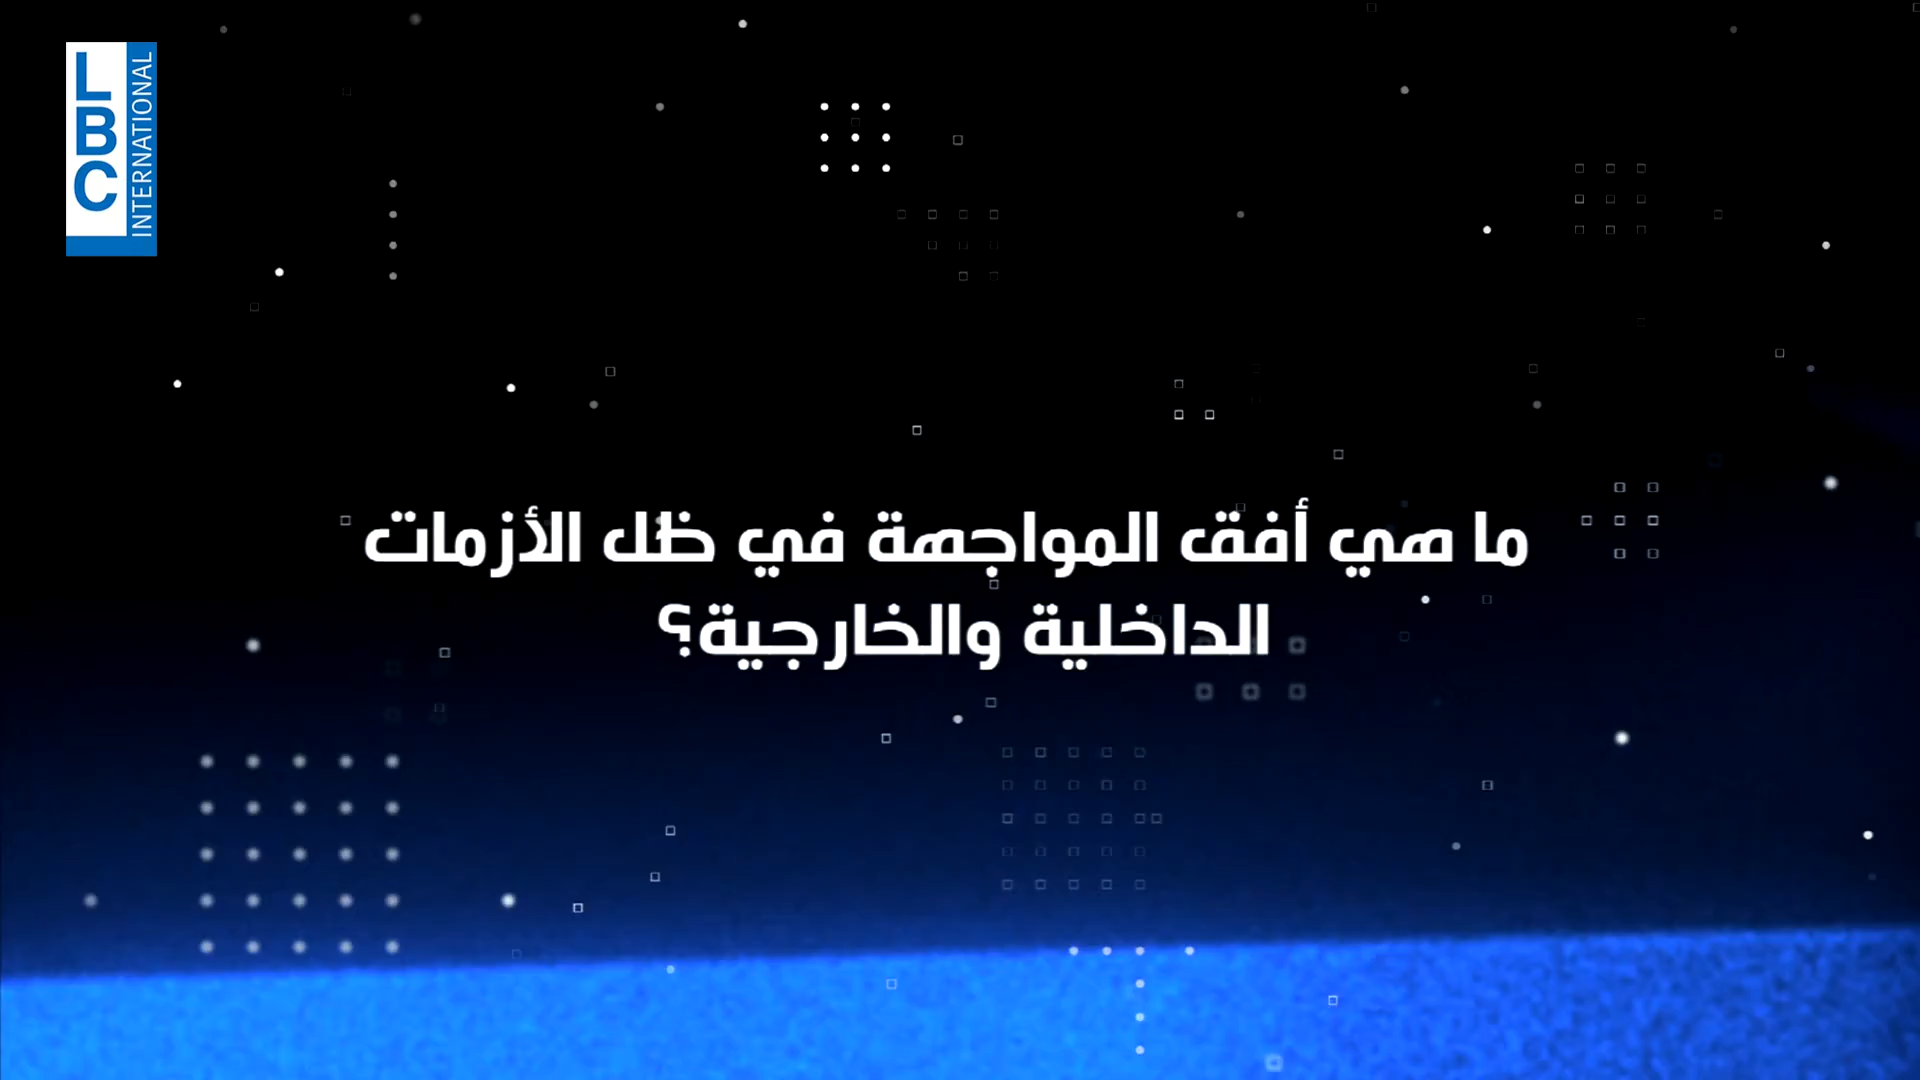 LBC
INTERNATIONAL
ما هي أفق المواجهة في ظل الأزمات
الداخلية والخارجية؟